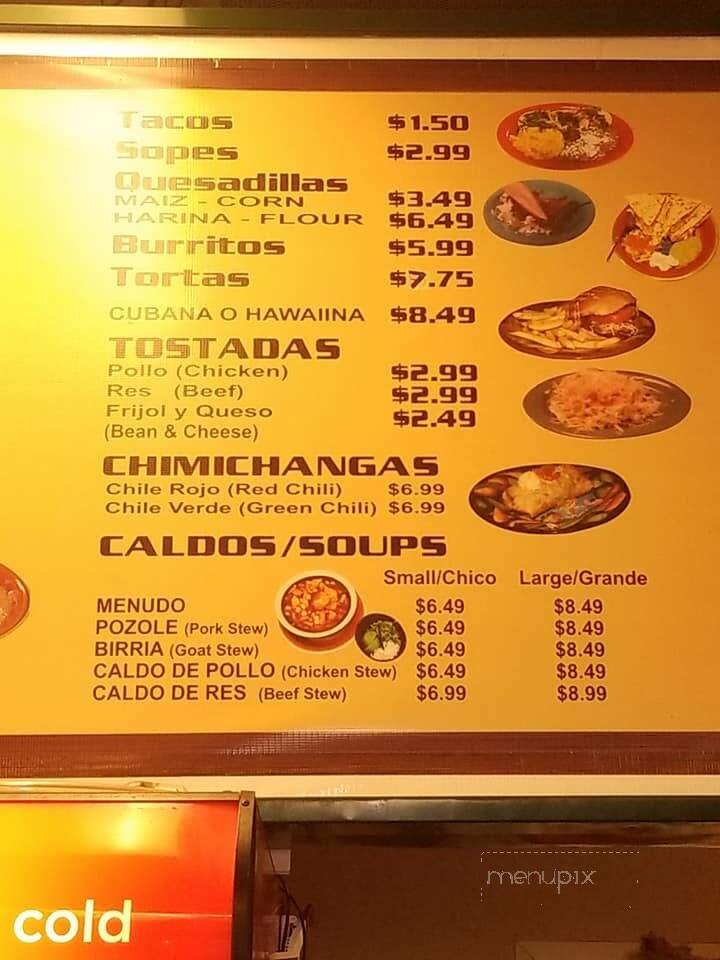 Tacos $1.50
Sopes $2.99
Quesadillas
MAIZ - CORN $3.49
HARINA - FLOUR $6.49
Burritos $5.99
Tortas $7.75
CUBANA O HAWAIINA $8.49
TOSTADAS
Pollo (Chicken) $2.99
Res (Beef) $2.99
Frijol y Queso $2.49
(Bean & Cheese)
CHIMICHANGAS
Chile Rojo (Red Chili) $6.99
Chile Verde (Green Chili) $6.99
CALDOS/SOUPS
Small/Chico Large/Grande
MENUDO $6.49 $8.49
POZOLE (Pork Stew) $6.49 $8.49
BIRRIA (Goat Stew) $6.49 $8.49
CALDO DE POLLO (Chicken Stew) $6.49 $8.49
CALDO DE RES (Beef Stew) $6.99 $8.99
cold
menupix